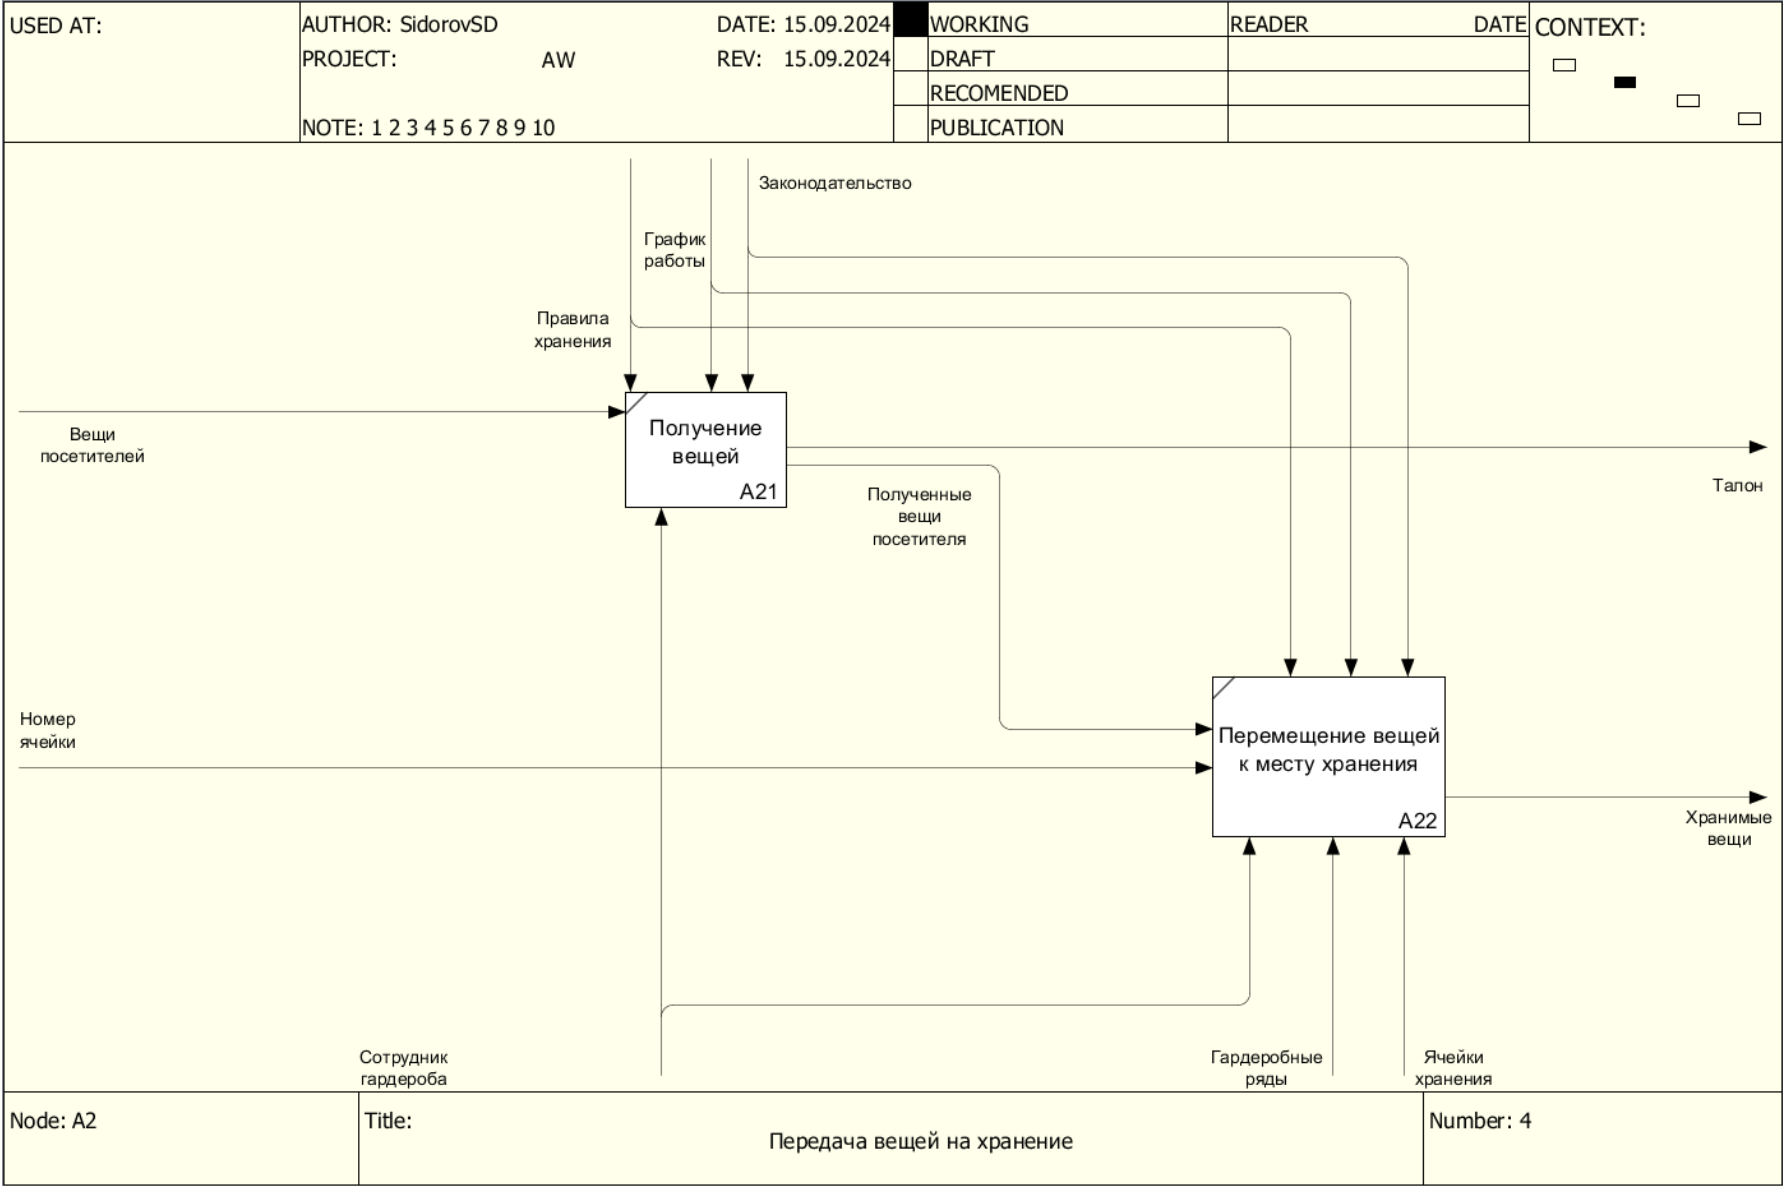 USED AT:
AUTHOR: SidorovSD
DATE: 15.09.2024
PROJECT: AW
REV: 15.09.2024
NOTE: 1 2 3 4 5 6 7 8 9 10
WORKING
DRAFT
RECOMENDED
PUBLICATION
READER
DATE
CONTEXT:
Законодательство
График
работы
Правила
хранения
Вещи
посетителей
Получение
вещей
A21
Талон
Полученные
вещи
посетителя
Номер
ячейки
Перемещение вещей
к месту хранения
A22
Хранимые
вещи
Сотрудник
гардероба
Гардеробные
ряды
Ячейки
хранения
Node: A2
Title:
Передача вещей на хранение
Number: 4